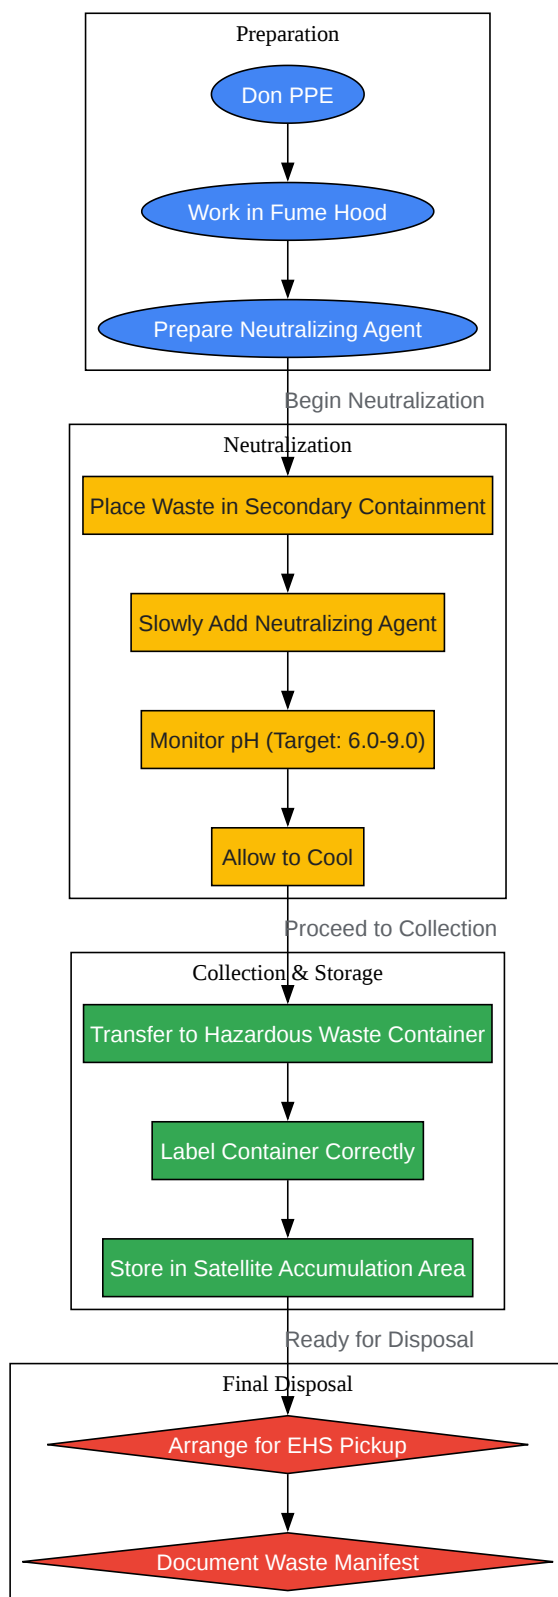 Preparation
Don PPE
Work in Fume Hood
Prepare Neutralizing Agent
Begin Neutralization
Neutralization
Place Waste in Secondary Containment
Slowly Add Neutralizing Agent
Monitor pH (Target: 6.0-9.0)
Allow to Cool
Proceed to Collection
Collection & Storage
Transfer to Hazardous Waste Container
Label Container Correctly
Store in Satellite Accumulation Area
Ready for Disposal
Final Disposal
Arrange for EHS Pickup
Document Waste Manifest